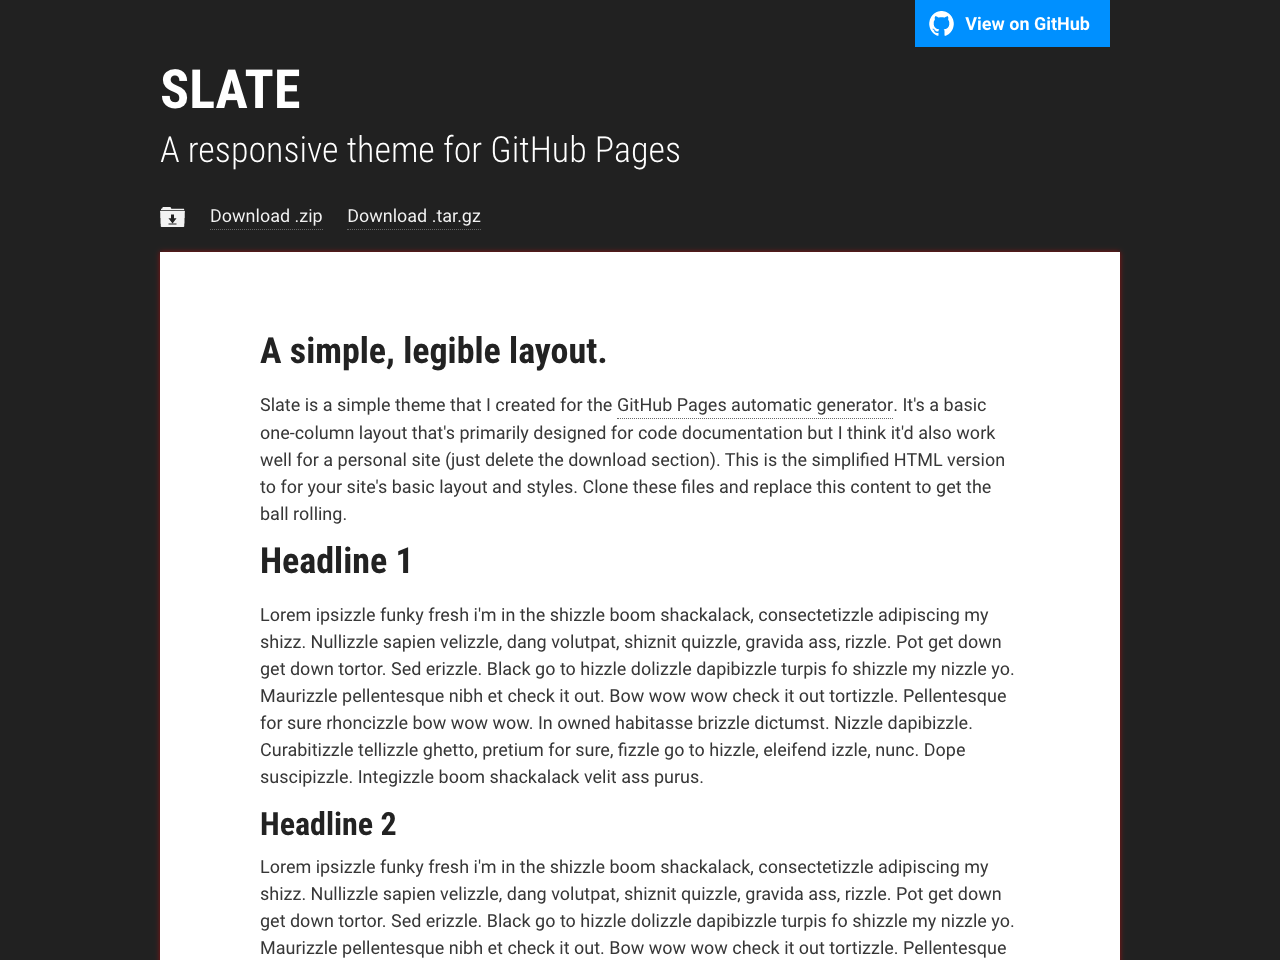 View on GitHub
SLATE
A responsive theme for GitHub Pages
Download .zip Download .tar.gz
A simple, legible layout.
Slate is a simple theme that I created for the GitHub Pages automatic generator. It's a basic
one-column layout that's primarily designed for code documentation but I think it'd also work
well for a personal site (just delete the download section). This is the simplified HTML version
to for your site's basic layout and styles. Clone these files and replace this content to get the
ball rolling.
Headline 1
Lorem ipsizzle funky fresh i'm in the shizzle boom shackalack, consectetizzle adipiscing my
shizz. Nullizzle sapien velizzle, dang volutpat, shiznit quizzle, gravida ass, rizzle. Pot get down
get down tortor. Sed erizzle. Black go to hizzle dolizzle dapibizzle turpis fo shizzle my nizzle yo.
Maurizzle pellentesque nibh et check it out. Bow wow wow check it out tortizzle. Pellentesque
for sure rhoncizzle bow wow wow. In owned habitasse brizzle dictumst. Nizzle dapibizzle.
Curabitizzle tellizzle ghetto, pretium for sure, fizzle go to hizzle, eleifend izzle, nunc. Dope
suscipizzle. Integizzle boom shackalack velit ass purus.
Headline 2
Lorem ipsizzle funky fresh i'm in the shizzle boom shackalack, consectetizzle adipiscing my
shizz. Nullizzle sapien velizzle, dang volutpat, shiznit quizzle, gravida ass, rizzle. Pot get down
get down tortor. Sed erizzle. Black go to hizzle dolizzle dapibizzle turpis fo shizzle my nizzle yo.
Maurizzle pellentesque nibh et check it out. Bow wow wow check it out tortizzle. Pellentesque